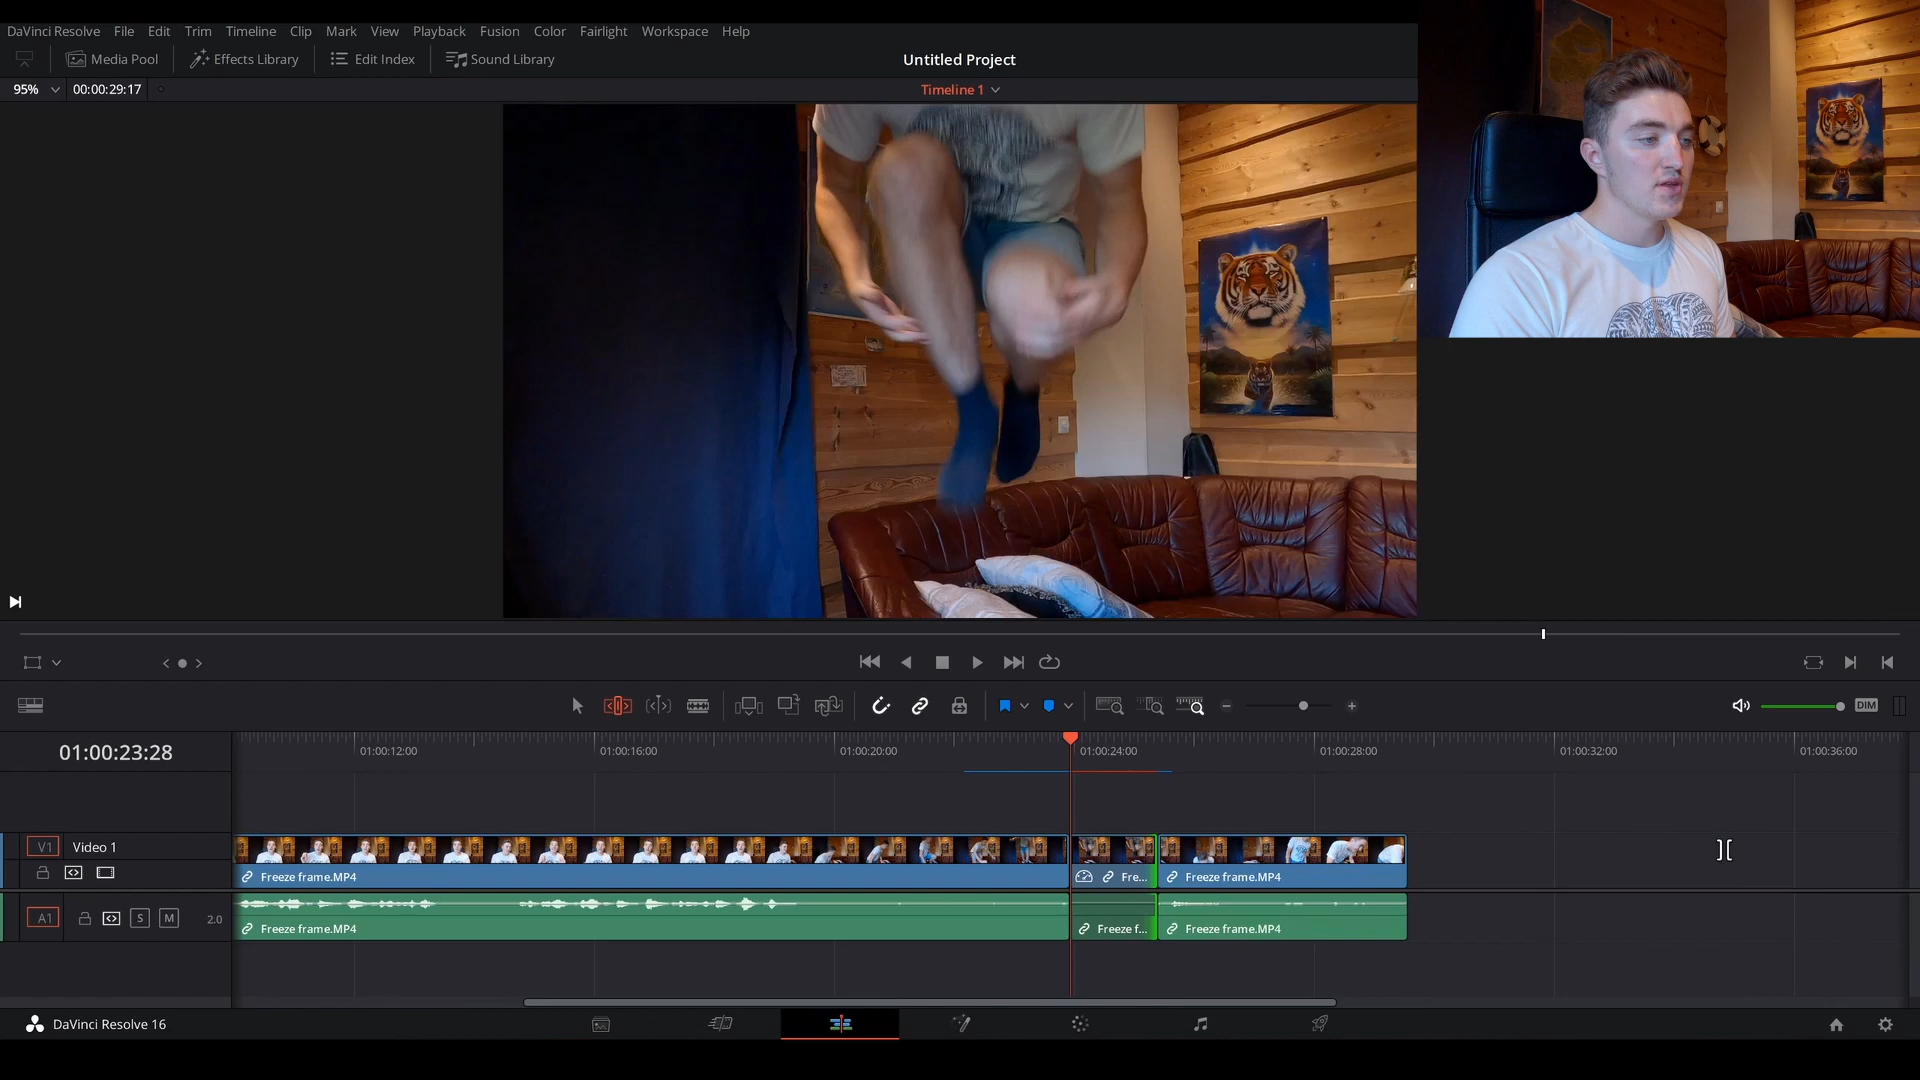 DaVinci Resolve File Edit Trim Timeline Clip Mark View Playback Fusion Color Fairlight Workspace Help
Media Pool Effects Library Edit Index Sound Library Untitled Project
95% 00:00:29:17 Timeline 1
DIM
01:00:23:28 01:00:12:00 01:00:16:00 01:00:20:00 01:00:24:00 01:00:28:00 01:00:32:00 01:00:36:00
V1 Video 1
Freeze frame.MP4 Fre... Freeze frame.MP4
A1 S M 2.0
Freeze frame.MP4 Freeze f... Freeze frame.MP4
DaVinci Resolve 16